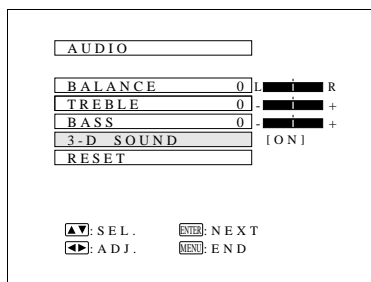 AUDIO
BALANCE 0 L R
TREBLE 0 - +
BASS 0 - +
3-D SOUND [ON]
RESET
▲▼: SEL. ENTER: NEXT
◀▶: ADJ. MENU: END